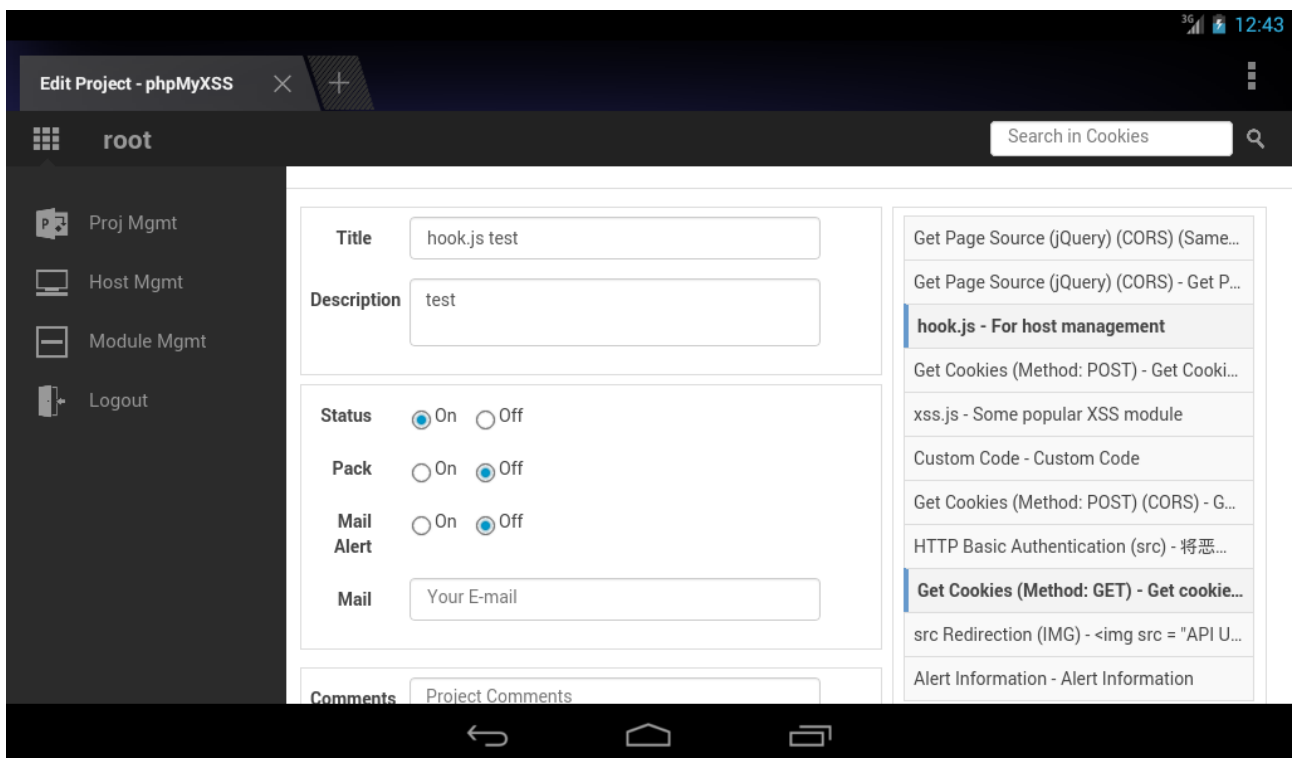 3G 12:43
Edit Project - phpMyXSS
root
Search in Cookies
Proj Mgmt
Host Mgmt
Module Mgmt
Logout
Title hook.js test
Description test
Status On Off
Pack On Off
Mail Alert On Off
Mail Your E-mail
Comments Project Comments
Get Page Source (jQuery) (CORS) (Same...
Get Page Source (jQuery) (CORS) - Get P...
hook.js - For host management
Get Cookies (Method: POST) - Get Cooki...
xss.js - Some popular XSS module
Custom Code - Custom Code
Get Cookies (Method: POST) (CORS) - G...
HTTP Basic Authentication (src) - 将恶...
Get Cookies (Method: GET) - Get cookie...
src Redirection (IMG) - <img src = "API U...
Alert Information - Alert Information